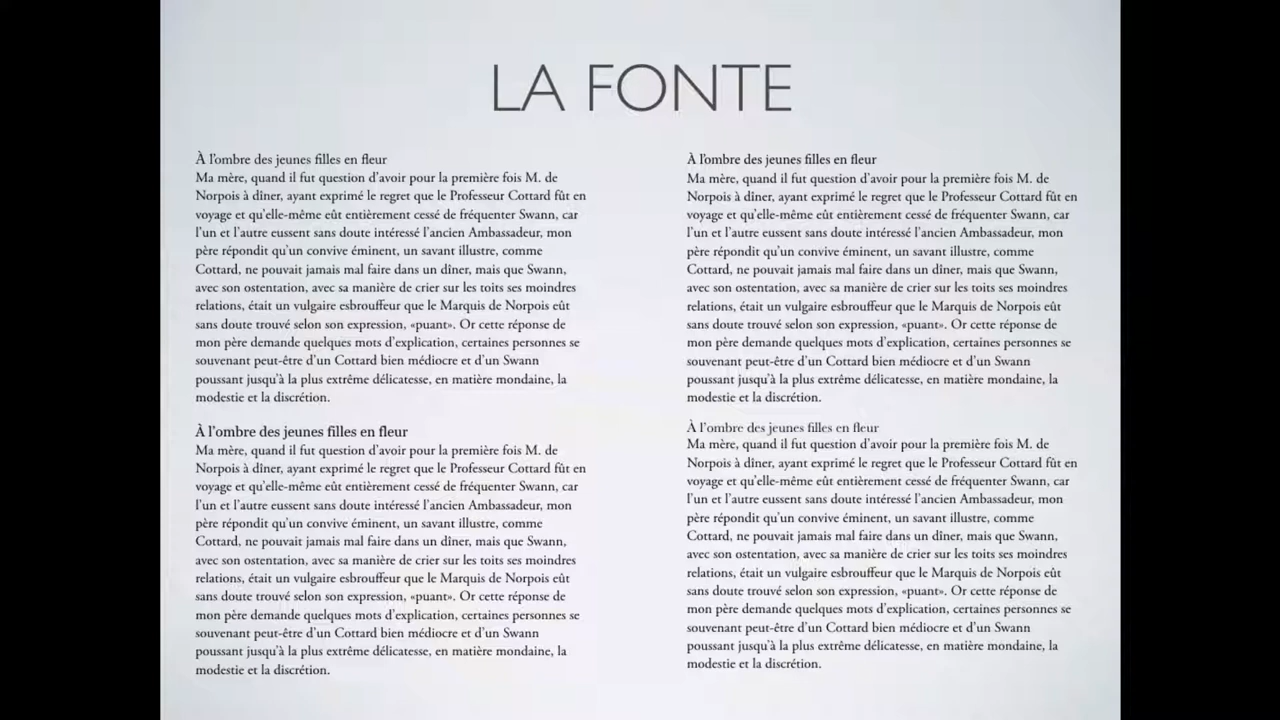 LA FONTE
À l'ombre des jeunes filles en fleur
Ma mère, quand il fut question d'avoir pour la première fois M. de
Norpois à dîner, ayant exprimé le regret que le Professeur Cottard fût en
voyage et qu'elle-même eût entièrement cessé de fréquenter Swann, car
l'un et l'autre eussent sans doute intéressé l'ancien Ambassadeur, mon
père répondit qu'un convive éminent, un savant illustre, comme
Cottard, ne pouvait jamais mal faire dans un dîner, mais que Swann,
avec son ostentation, avec sa manière de crier sur les toits ses moindres
relations, était un vulgaire esbrouffeur que le Marquis de Norpois eût
sans doute trouvé selon son expression, «puant». Or cette réponse de
mon père demande quelques mots d'explication, certaines personnes se
souvenant peut-être d'un Cottard bien médiocre et d'un Swann
poussant jusqu'à la plus extrême délicatesse, en matière mondaine, la
modestie et la discrétion.
À l'ombre des jeunes filles en fleur
Ma mère, quand il fut question d'avoir pour la première fois M. de
Norpois à dîner, ayant exprimé le regret que le Professeur Cottard fût en
voyage et qu'elle-même eût entièrement cessé de fréquenter Swann, car
l'un et l'autre eussent sans doute intéressé l'ancien Ambassadeur, mon
père répondit qu'un convive éminent, un savant illustre, comme
Cottard, ne pouvait jamais mal faire dans un dîner, mais que Swann,
avec son ostentation, avec sa manière de crier sur les toits ses moindres
relations, était un vulgaire esbrouffeur que le Marquis de Norpois eût
sans doute trouvé selon son expression, «puant». Or cette réponse de
mon père demande quelques mots d'explication, certaines personnes se
souvenant peut-être d'un Cottard bien médiocre et d'un Swann
poussant jusqu'à la plus extrême délicatesse, en matière mondaine, la
modestie et la discrétion.
À l'ombre des jeunes filles en fleur
Ma mère, quand il fut question d'avoir pour la première fois M. de
Norpois à dîner, ayant exprimé le regret que le Professeur Cottard fût en
voyage et qu'elle-même eût entièrement cessé de fréquenter Swann, car
l'un et l'autre eussent sans doute intéressé l'ancien Ambassadeur, mon
père répondit qu'un convive éminent, un savant illustre, comme
Cottard, ne pouvait jamais mal faire dans un dîner, mais que Swann,
avec son ostentation, avec sa manière de crier sur les toits ses moindres
relations, était un vulgaire esbrouffeur que le Marquis de Norpois eût
sans doute trouvé selon son expression, «puant». Or cette réponse de
mon père demande quelques mots d'explication, certaines personnes se
souvenant peut-être d'un Cottard bien médiocre et d'un Swann
poussant jusqu'à la plus extrême délicatesse, en matière mondaine, la
modestie et la discrétion.
À l'ombre des jeunes filles en fleur
Ma mère, quand il fut question d'avoir pour la première fois M. de
Norpois à dîner, ayant exprimé le regret que le Professeur Cottard fût en
voyage et qu'elle-même eût entièrement cessé de fréquenter Swann, car
l'un et l'autre eussent sans doute intéressé l'ancien Ambassadeur, mon
père répondit qu'un convive éminent, un savant illustre, comme
Cottard, ne pouvait jamais mal faire dans un dîner, mais que Swann,
avec son ostentation, avec sa manière de crier sur les toits ses moindres
relations, était un vulgaire esbrouffeur que le Marquis de Norpois eût
sans doute trouvé selon son expression, «puant». Or cette réponse de
mon père demande quelques mots d'explication, certaines personnes se
souvenant peut-être d'un Cottard bien médiocre et d'un Swann
poussant jusqu'à la plus extrême délicatesse, en matière mondaine, la
modestie et la discrétion.